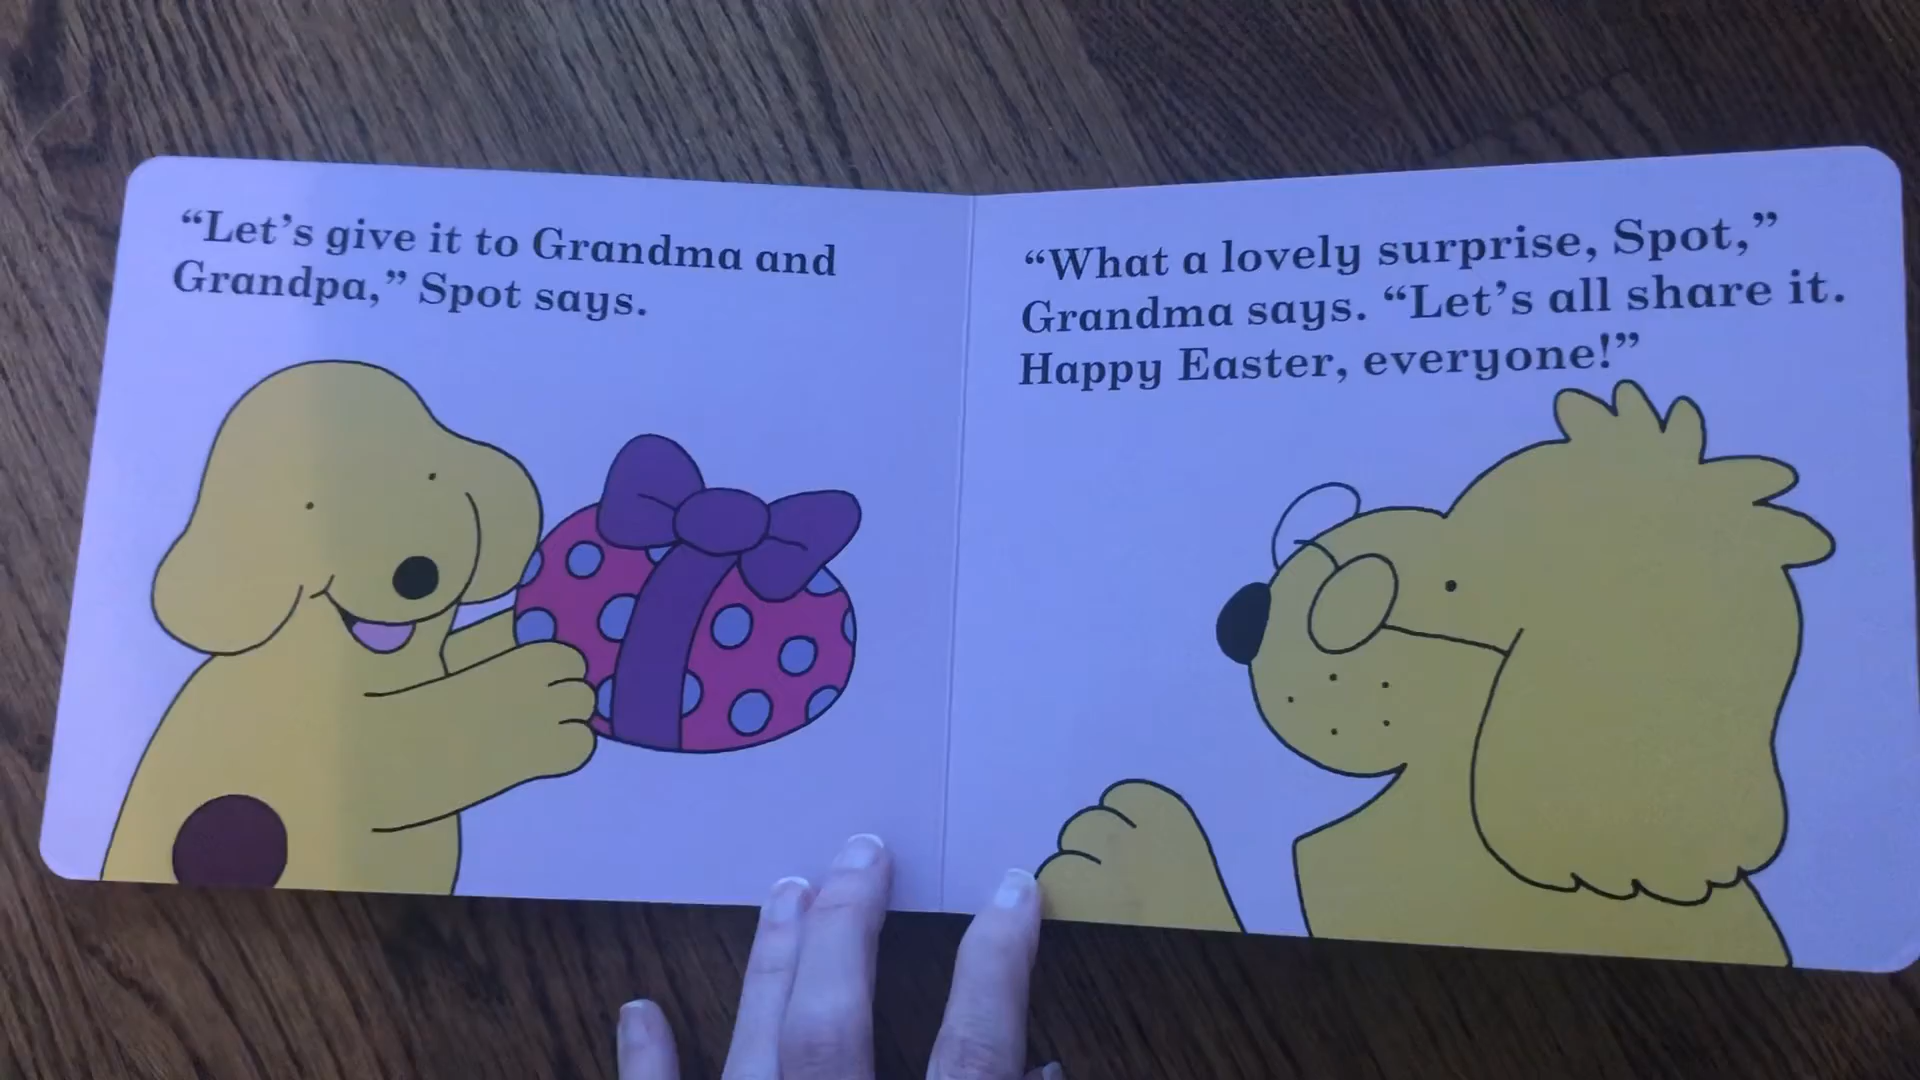 “Let’s give it to Grandma and
Grandpa,” Spot says.
“What a lovely surprise, Spot,”
Grandma says. “Let’s all share it.
Happy Easter, everyone!”